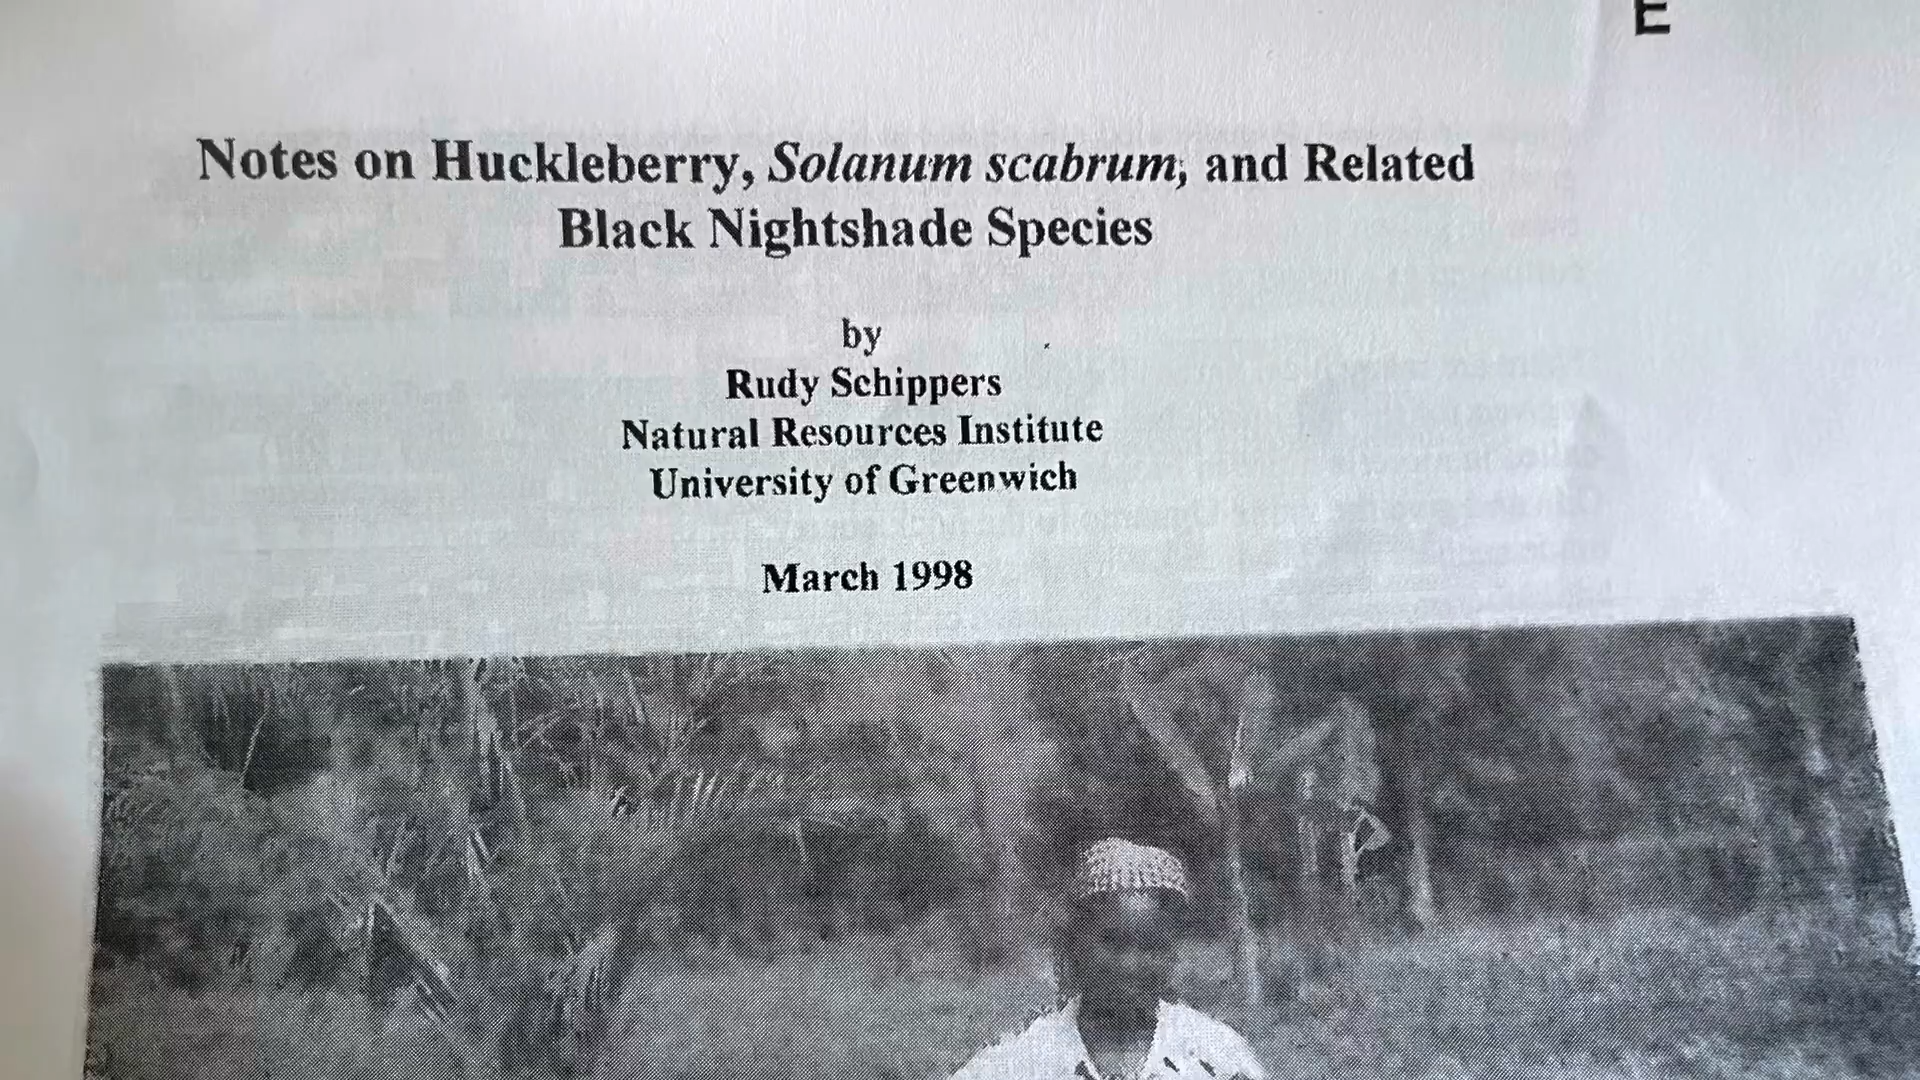 E
Notes on Huckleberry, Solanum scabrum, and Related
Black Nightshade Species
by
Rudy Schippers
Natural Resources Institute
University of Greenwich
March 1998